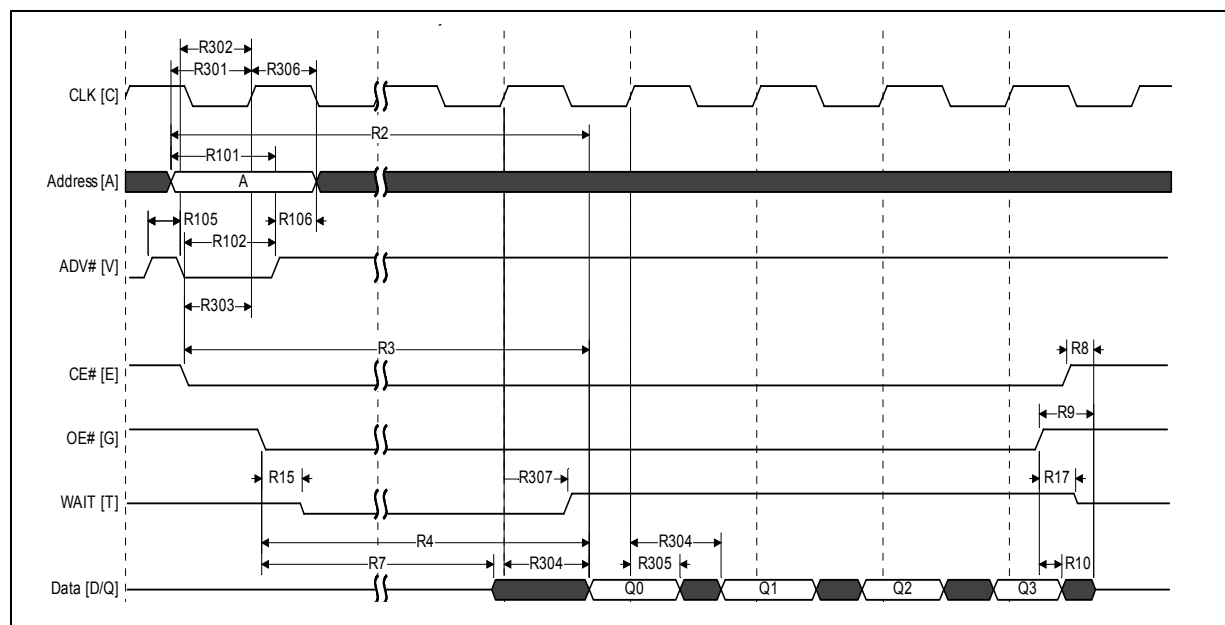 R302
R301 R306
CLK [C]
R2
R101
Address [A] A
R105 R106
R102
ADV# [V]
R303
R3
R8
CE# [E]
R9
OE# [G]
R15 R307 R17
WAIT [T]
R4 R304
R7 R304 R305 R10
Data [D/Q] Q0 Q1 Q2 Q3